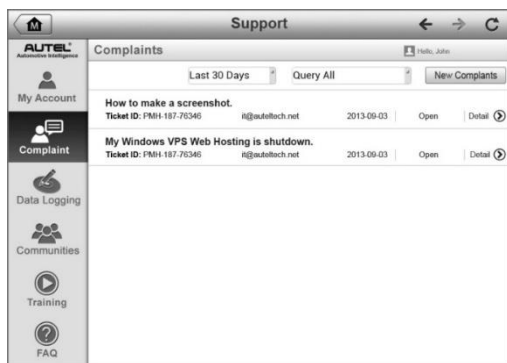 M Support
AUTEL Complaints Hello, John
Automotive Intelligence
Last 30 Days Query All New Complants
My Account
How to make a screenshot.
Ticket ID: PMH-187-76346 it@auteltech.net 2013-09-03 Open Detail
Complaint
My Windows VPS Web Hosting is shutdown.
Ticket ID: PMH-187-76346 it@auteltech.net 2013-09-03 Open Detail
Data Logging
Communities
Training
FAQ